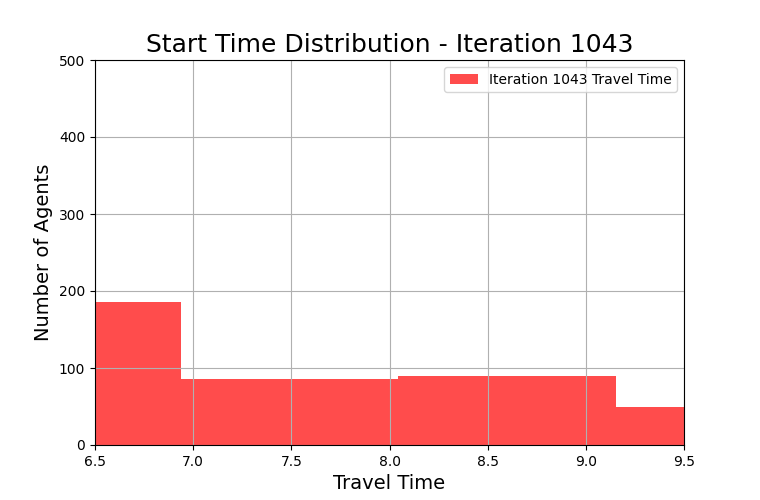 Start Time Distribution - Iteration 1043
Iteration 1043 Travel Time
Number of Agents
500
400
300
200
100
0
6.5 7.0 7.5 8.0 8.5 9.0 9.5
Travel Time